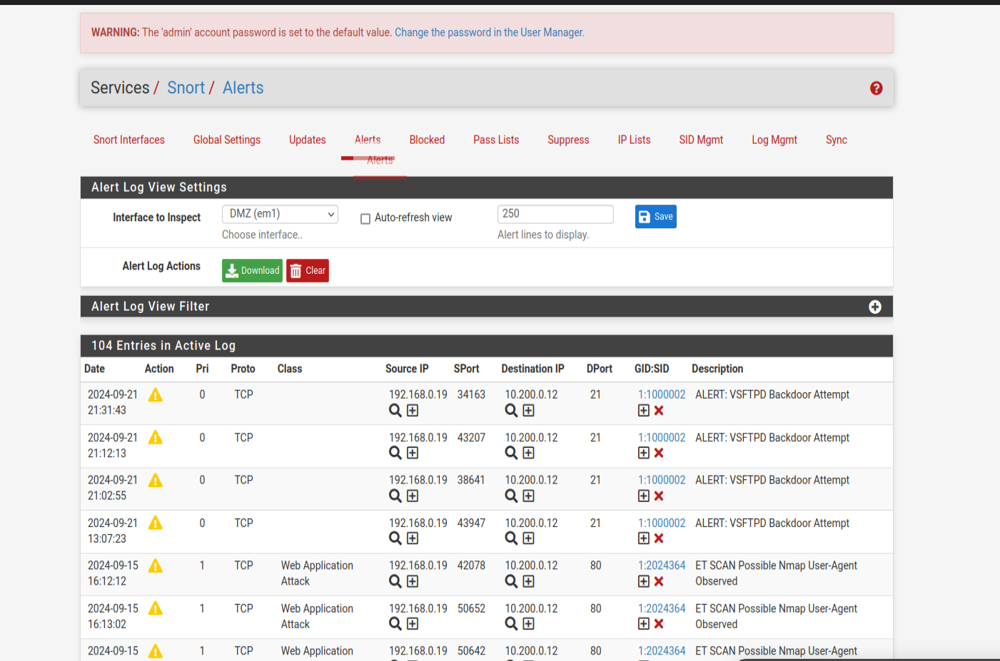 WARNING: The 'admin' account password is set to the default value. Change the password in the User Manager.
Services / Snort / Alerts
Snort Interfaces Global Settings Updates Alerts Blocked Pass Lists Suppress IP Lists SID Mgmt Log Mgmt Sync
Alerts
Alert Log View Settings
Interface to Inspect DMZ (em1) Auto-refresh view 250 Save
Choose interface.. Alert lines to display.
Alert Log Actions Download Clear
Alert Log View Filter
104 Entries in Active Log
Date Action Pri Proto Class Source IP SPort Destination IP DPort GID:SID Description
2024-09-21 0 TCP 192.168.0.19 34163 10.200.0.12 21 1:1000002 ALERT: VSFTPD Backdoor Attempt
21:31:43
2024-09-21 0 TCP 192.168.0.19 43207 10.200.0.12 21 1:1000002 ALERT: VSFTPD Backdoor Attempt
21:12:13
2024-09-21 0 TCP 192.168.0.19 38641 10.200.0.12 21 1:1000002 ALERT: VSFTPD Backdoor Attempt
21:02:55
2024-09-21 0 TCP 192.168.0.19 43947 10.200.0.12 21 1:1000002 ALERT: VSFTPD Backdoor Attempt
13:07:23
2024-09-15 1 TCP Web Application 192.168.0.19 42078 10.200.0.12 80 1:2024364 ET SCAN Possible Nmap User-Agent
16:12:12 Attack Observed
2024-09-15 1 TCP Web Application 192.168.0.19 50652 10.200.0.12 80 1:2024364 ET SCAN Possible Nmap User-Agent
16:13:02 Attack Observed
2024-09-15 1 TCP Web Application 192.168.0.19 50642 10.200.0.12 80 1:2024364 ET SCAN Possible Nmap User-Agent